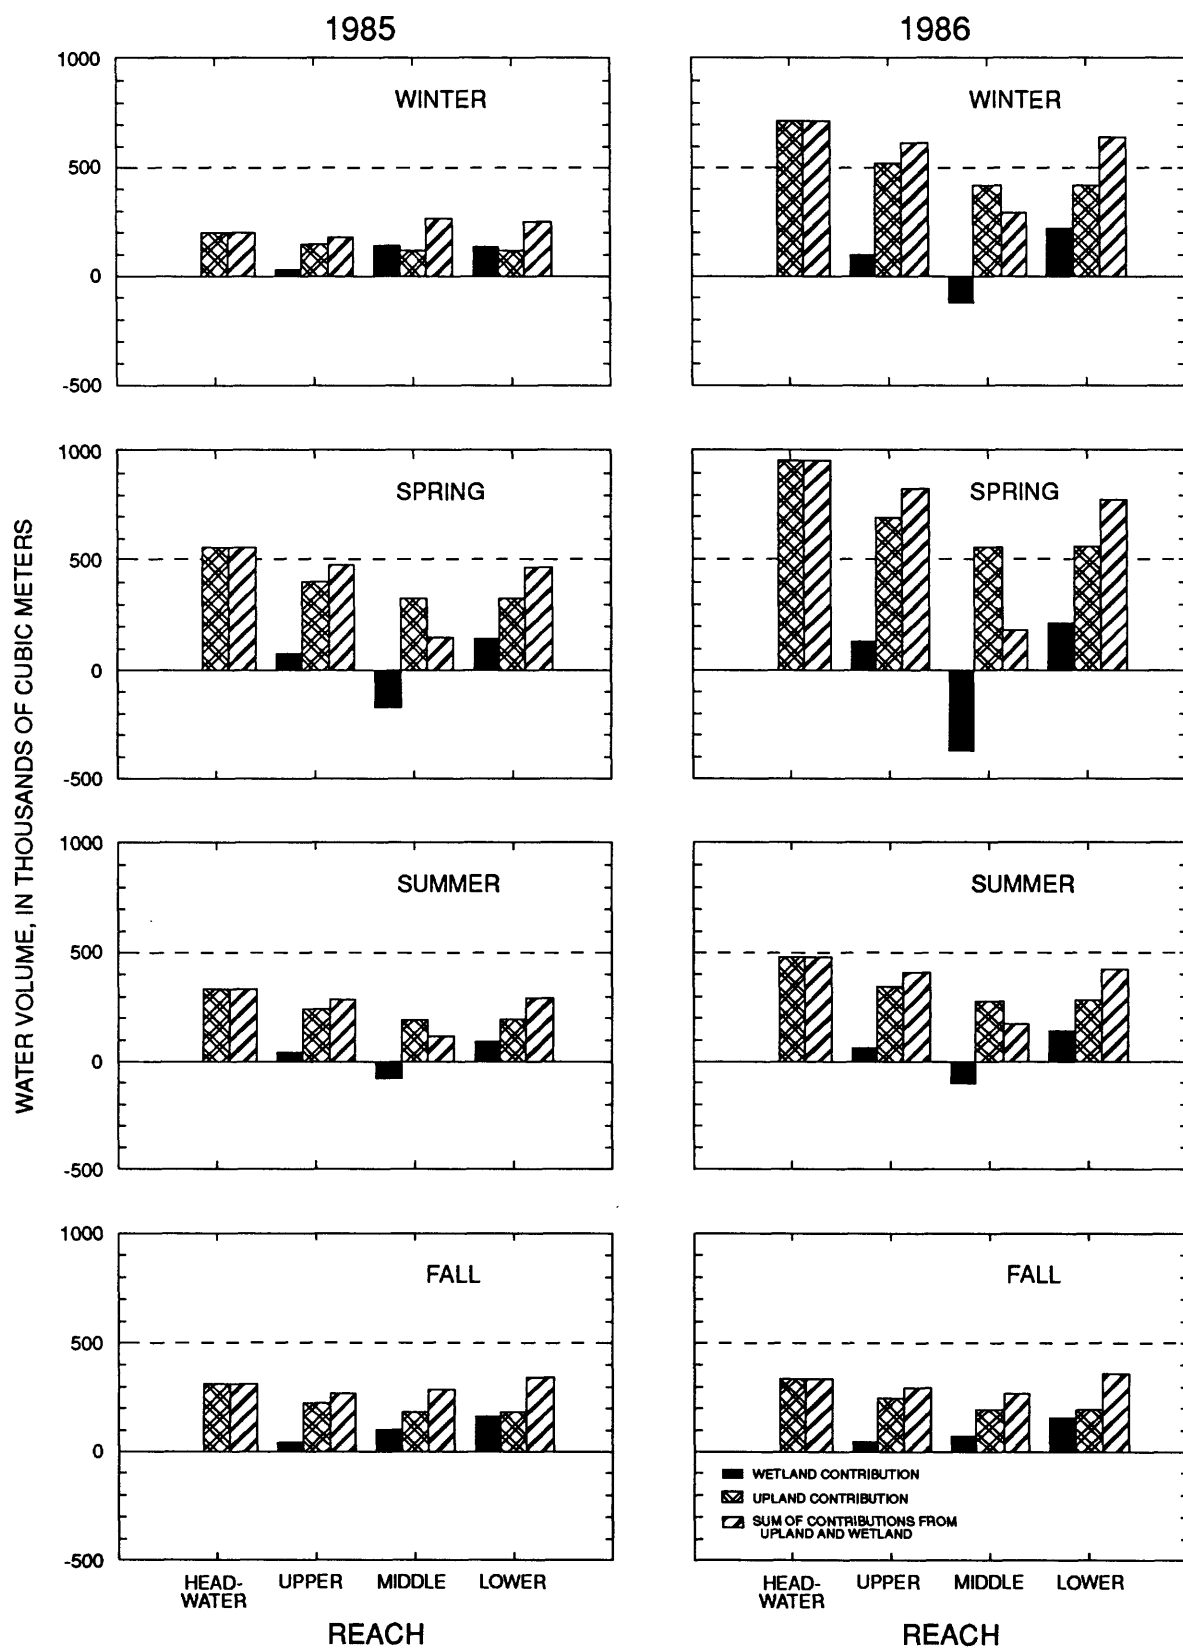 1985
1986
1000
WINTER
WINTER
500
0
-500
1000
SPRING
SPRING
500
0
-500
WATER VOLUME, IN THOUSANDS OF CUBIC METERS
1000
SUMMER
SUMMER
500
0
-500
1000
FALL
FALL
500
0
WETLAND CONTRIBUTION
UPLAND CONTRIBUTION
SUM OF CONTRIBUTIONS FROM
UPLAND AND WETLAND
-500
HEAD-
WATER
UPPER
MIDDLE
LOWER
HEAD-
WATER
UPPER
MIDDLE
LOWER
REACH
REACH